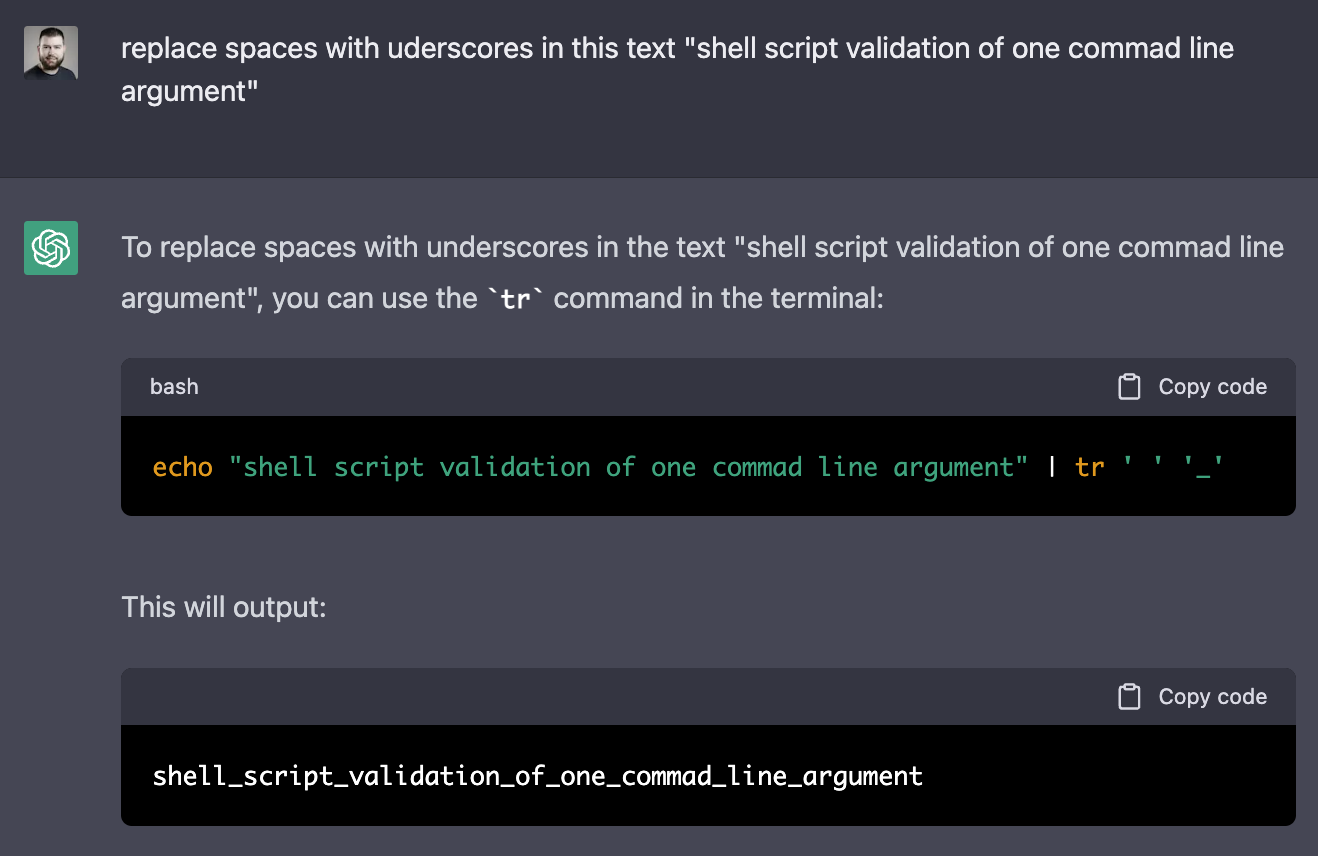 replace spaces with uderscores in this text "shell script validation of one commad line
argument"
To replace spaces with underscores in the text "shell script validation of one commad line
argument", you can use the `tr` command in the terminal:
bash Copy code
echo "shell script validation of one commad line argument" | tr ' ' '_'
This will output:
Copy code
shell_script_validation_of_one_commad_line_argument